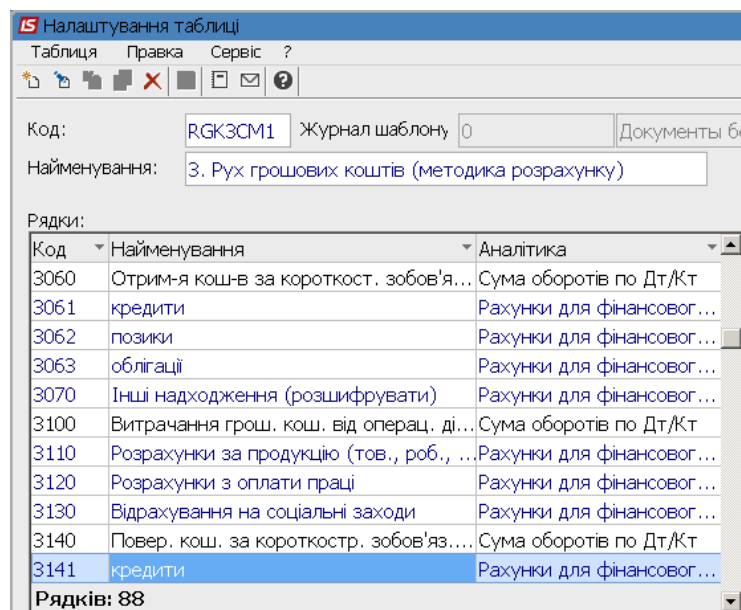 IS Налаштування таблиці
Таблиця Правка Сервіс ?
Код: RGK3CM1 Журнал шаблону 0 Документы бе
Найменування: 3. Рух грошових коштів (методика розрахунку)
Рядки:
Код Найменування Аналітика
3060 Отрим-я кош-в за короткост. зобов'я... Сума оборотів по Дт/Кт
3061 кредити Рахунки для фінансовог...
3062 позики Рахунки для фінансовог...
3063 облігації Рахунки для фінансовог...
3070 Інші надходження (розшифрувати) Рахунки для фінансовог...
3100 Витрачання грош. кош. від операц. ді... Сума оборотів по Дт/Кт
3110 Розрахунки за продукцію (тов., роб., ... Рахунки для фінансовог...
3120 Розрахунки з оплати праці Рахунки для фінансовог...
3130 Відрахування на соціальні заходи Рахунки для фінансовог...
3140 Повер. кош. за короткостр. зобов'яз.... Сума оборотів по Дт/Кт
3141 кредити Рахунки для фінансовог...
Рядків: 88